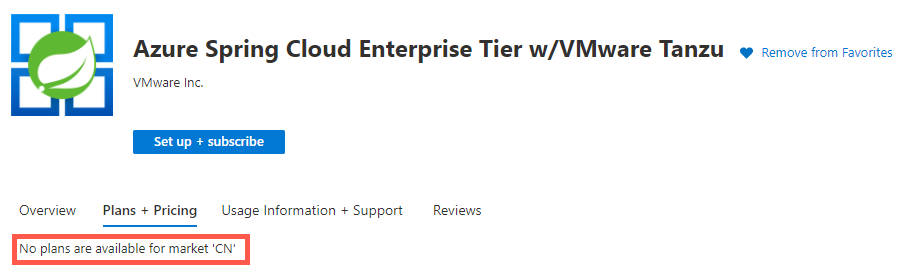 Azure Spring Cloud Enterprise Tier w/VMware Tanzu
Remove from Favorites
VMware Inc.
Set up + subscribe
Overview Plans + Pricing Usage Information + Support Reviews
No plans are available for market 'CN'